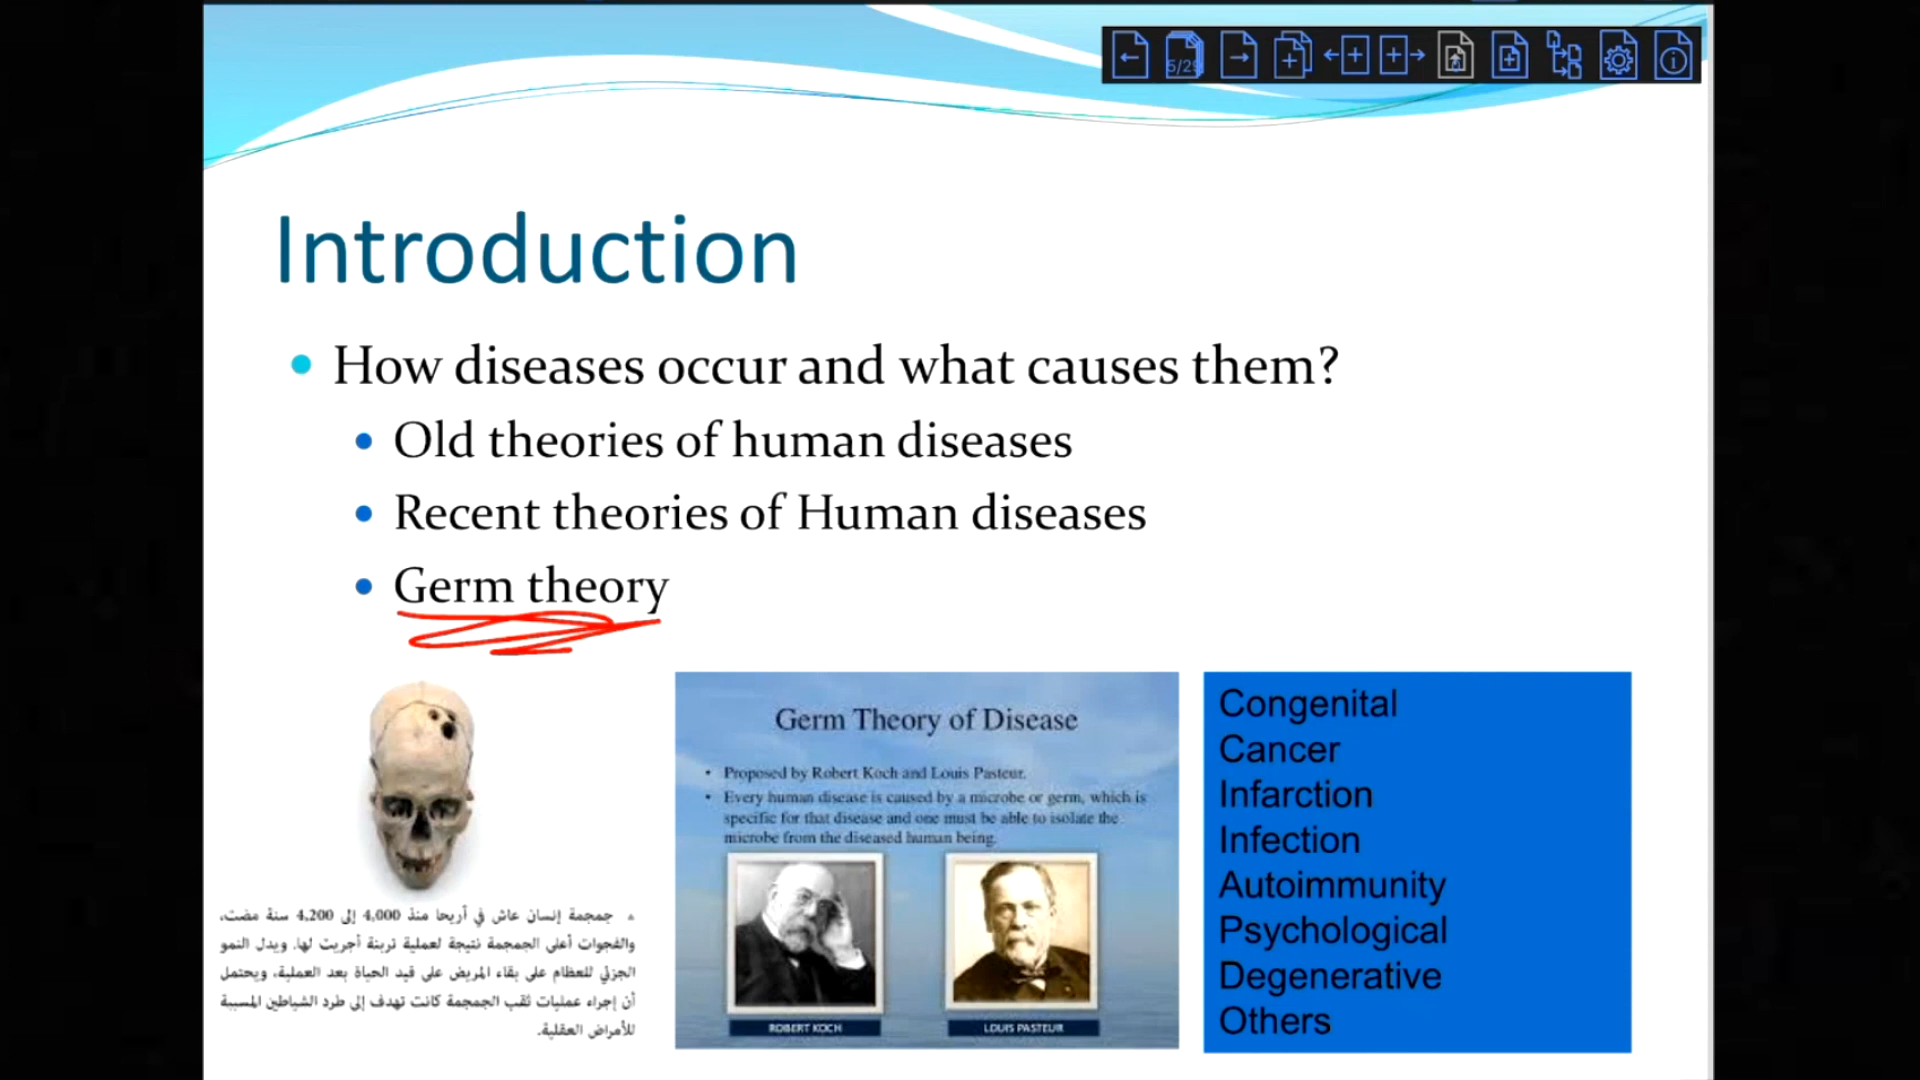 5/29
Introduction
How diseases occur and what causes them?
Old theories of human diseases
Recent theories of Human diseases
Germ theory
جمجمة إنسان عاش في أريحا منذ 4,000 إلى 4,200 سنة مضت،
والفجوات أعلى الجمجمة نتيجة لعملية تربنة أجريت لها. ويدل النمو
الجزئي للعظام على بقاء المريض على قيد الحياة بعد العملية، ويحتمل
أن إجراء عمليات ثقب الجمجمة كانت تهدف إلى طرد الشياطين المسببة
للأمراض العقلية.
Germ Theory of Disease
Proposed by Robert Koch and Louis Pasteur.
Every human disease is caused by a microbe or germ, which is
specific for that disease and one must be able to isolate the
microbe from the diseased human being.
ROBERT KOCH
LOUIS PASTEUR
Congenital
Cancer
Infarction
Infection
Autoimmunity
Psychological
Degenerative
Others